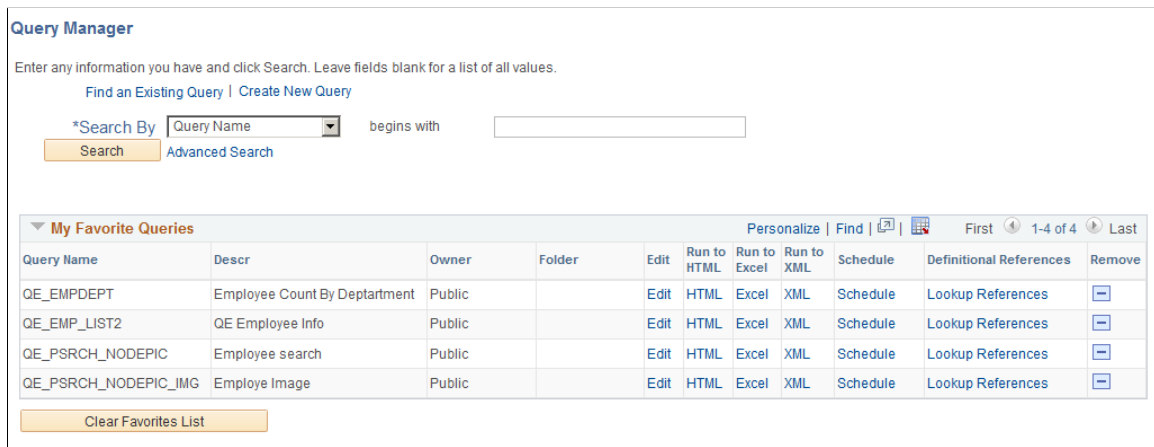 Query Manager
Enter any information you have and click Search. Leave fields blank for a list of all values.
Find an Existing Query | Create New Query
*Search By Query Name begins with
Search Advanced Search
My Favorite Queries Personalize | Find | | First 1-4 of 4 Last
Query Name Descr Owner Folder Edit Run to HTML Run to Excel Run to XML Schedule Definitional References Remove
QE_EMPDEPT Employee Count By Deptartment Public Edit HTML Excel XML Schedule Lookup References
QE_EMP_LIST2 QE Employee Info Public Edit HTML Excel XML Schedule Lookup References
QE_PSRCH_NODEPIC Employee search Public Edit HTML Excel XML Schedule Lookup References
QE_PSRCH_NODEPIC_IMG Employe Image Public Edit HTML Excel XML Schedule Lookup References
Clear Favorites List